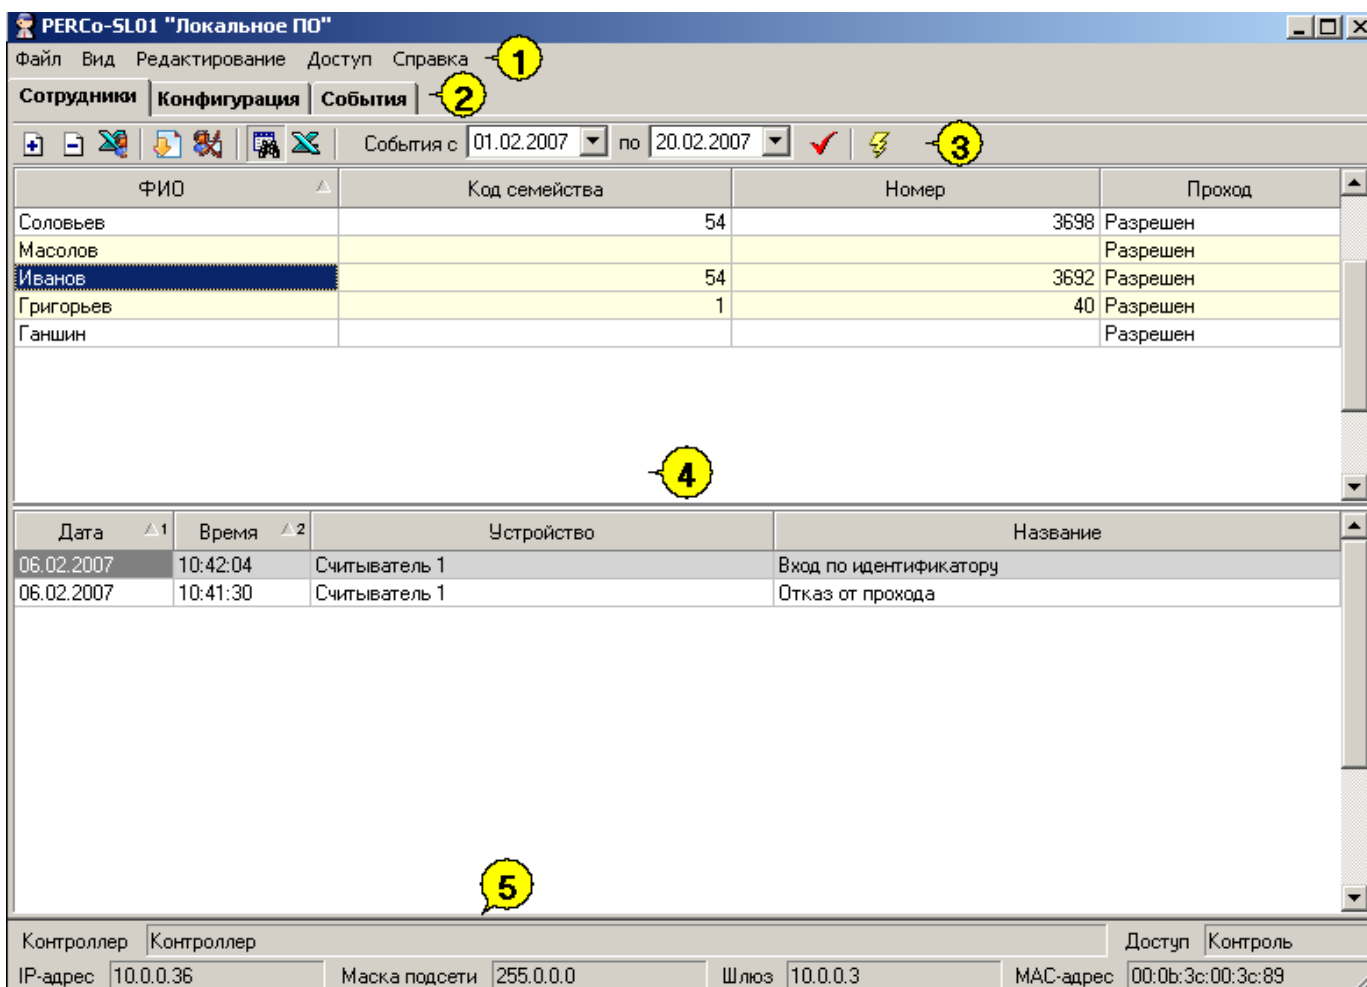 PERCo-SL01 "Локальное ПО"
Файл Вид Редактирование Доступ Справка 1
Сотрудники Конфигурация События 2
События с 01.02.2007 по 20.02.2007 3
ФИО Код семейства Номер Проход
Соловьев 54 3698 Разрешен
Масолов Разрешен
Иванов 54 3692 Разрешен
Григорьев 1 40 Разрешен
Ганшин Разрешен
4
Дата 1 Время 2 Устройство Название
06.02.2007 10:42:04 Считыватель 1 Вход по идентификатору
06.02.2007 10:41:30 Считыватель 1 Отказ от прохода
5
Контроллер Контроллер Доступ Контроль
IP-адрес 10.0.0.36 Маска подсети 255.0.0.0 Шлюз 10.0.0.3 MAC-адрес 00:0b:3c:00:3c:89